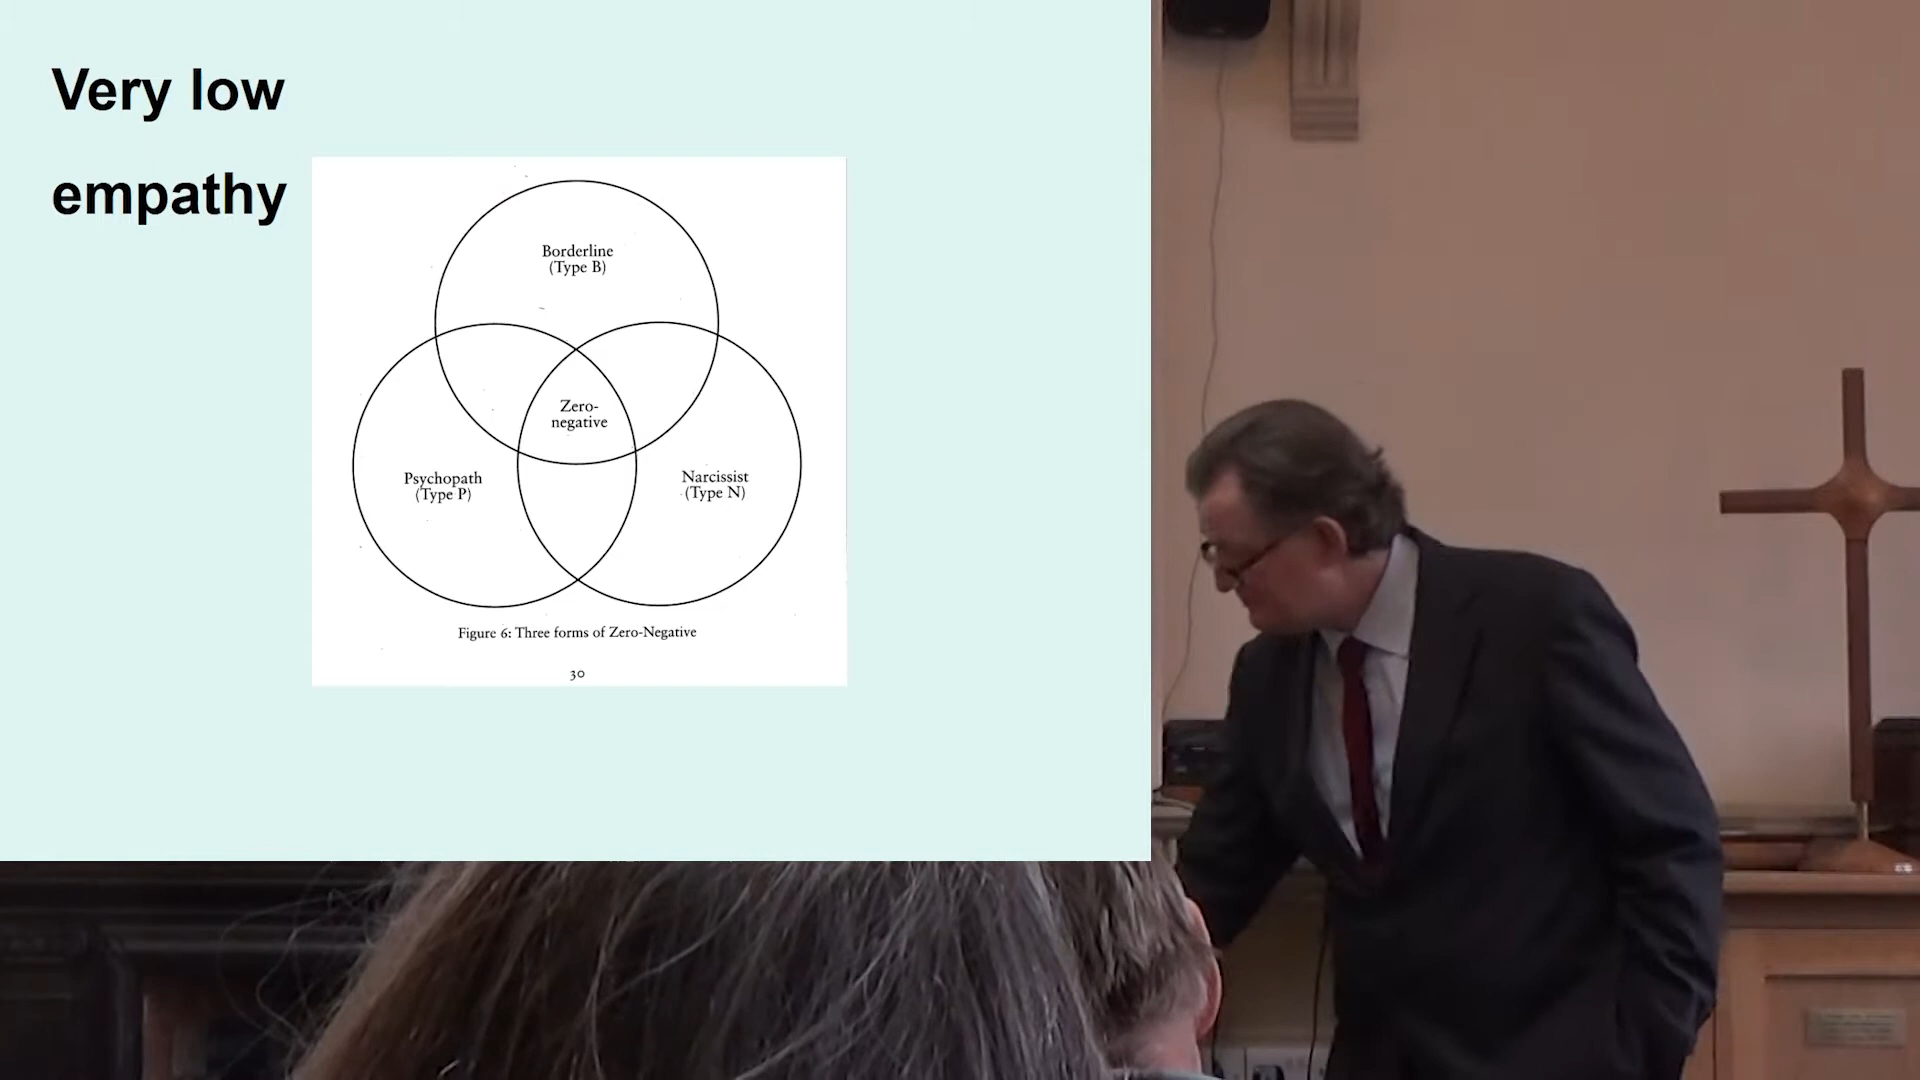 Very low
empathy
Borderline
(Type B)
Zero-
negative
Psychopath
(Type P)
Narcissist
(Type N)
Figure 6: Three forms of Zero-Negative
30